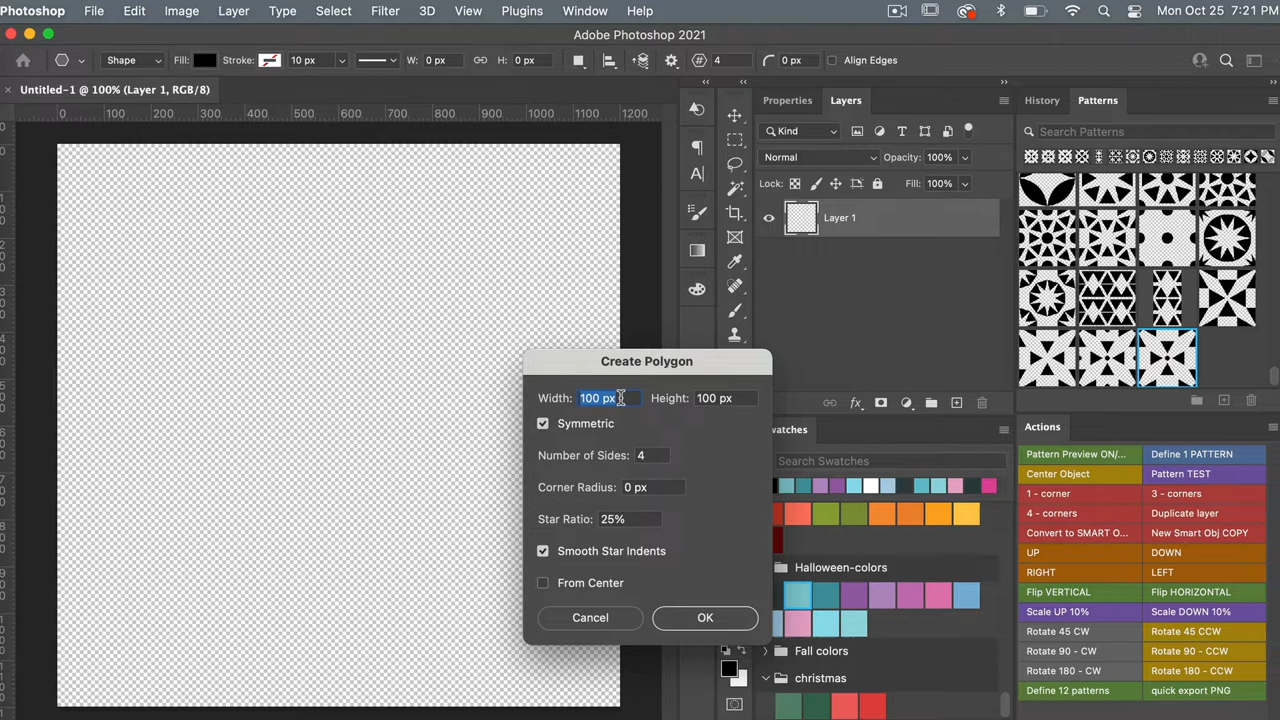 Photoshop File Edit Image Layer Type Select Filter 3D View Plugins Window Help Mon Oct 25 7:21 PM
Adobe Photoshop 2021
Shape Fill: Stroke: 10 px W: 0 px H: 0 px 4 0 px Align Edges
Untitled-1 @ 100% (Layer 1, RGB/8)
0 100 200 300 400 500 600 700 800 900 1000 1100 1200
Properties Layers
Kind
Normal Opacity: 100%
Lock: Fill: 100%
Layer 1
History Patterns
Search Patterns
Create Polygon
Width: 100 px Height: 100 px
Symmetric
Number of Sides: 4
Corner Radius: 0 px
Star Ratio: 25%
Smooth Star Indents
From Center
Cancel OK
watches
Search Swatches
Halloween-colors
Fall colors
christmas
Actions
Pattern Preview ON/... Define 1 PATTERN
Center Object Pattern TEST
1 - corner 3 - corners
4 - corners Duplicate layer
Convert to SMART O... New Smart Obj COPY
UP DOWN
RIGHT LEFT
Flip VERTICAL Flip HORIZONTAL
Scale UP 10% Scale DOWN 10%
Rotate 45 CW Rotate 45 CCW
Rotate 90 - CW Rotate 90 - CCW
Rotate 180 - CW Rotate 180 - CCW
Define 12 patterns quick export PNG